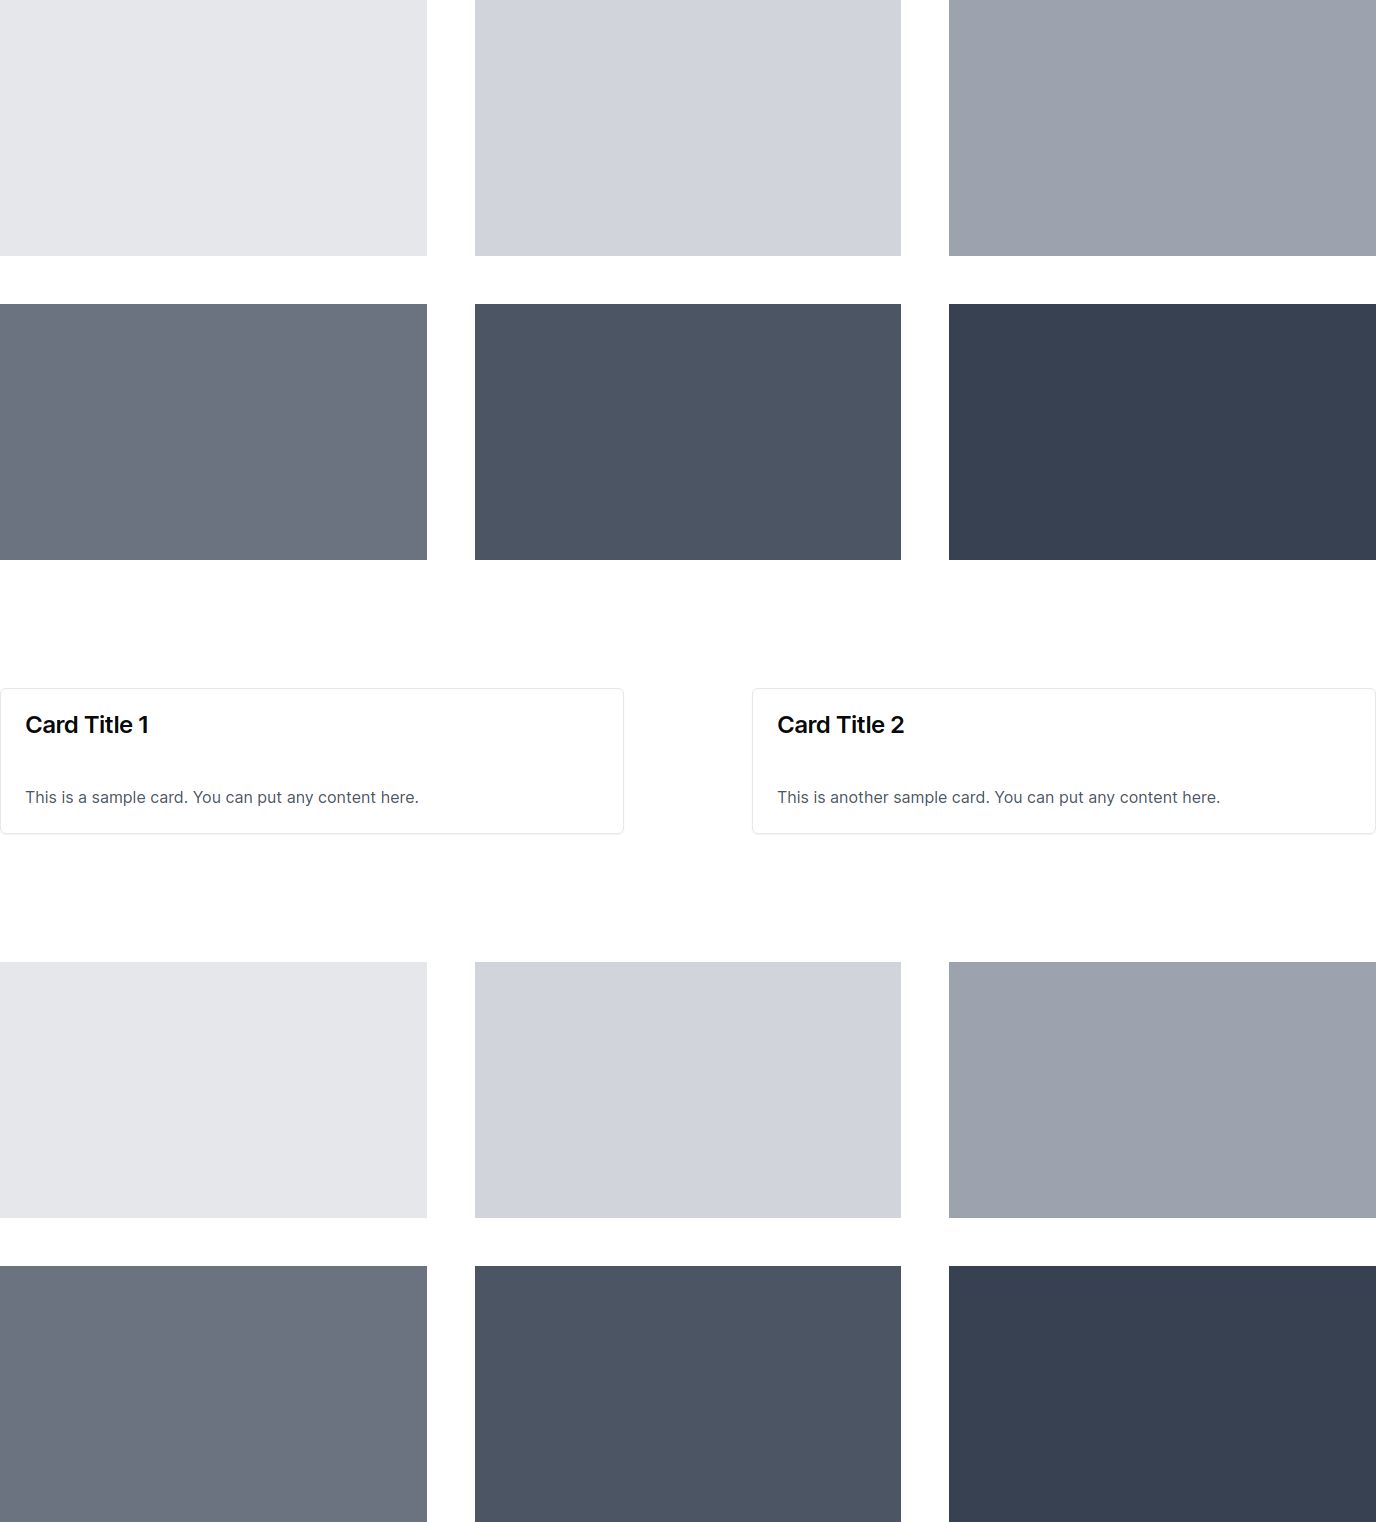 Card Title 1
This is a sample card. You can put any content here.
Card Title 2
This is another sample card. You can put any content here.